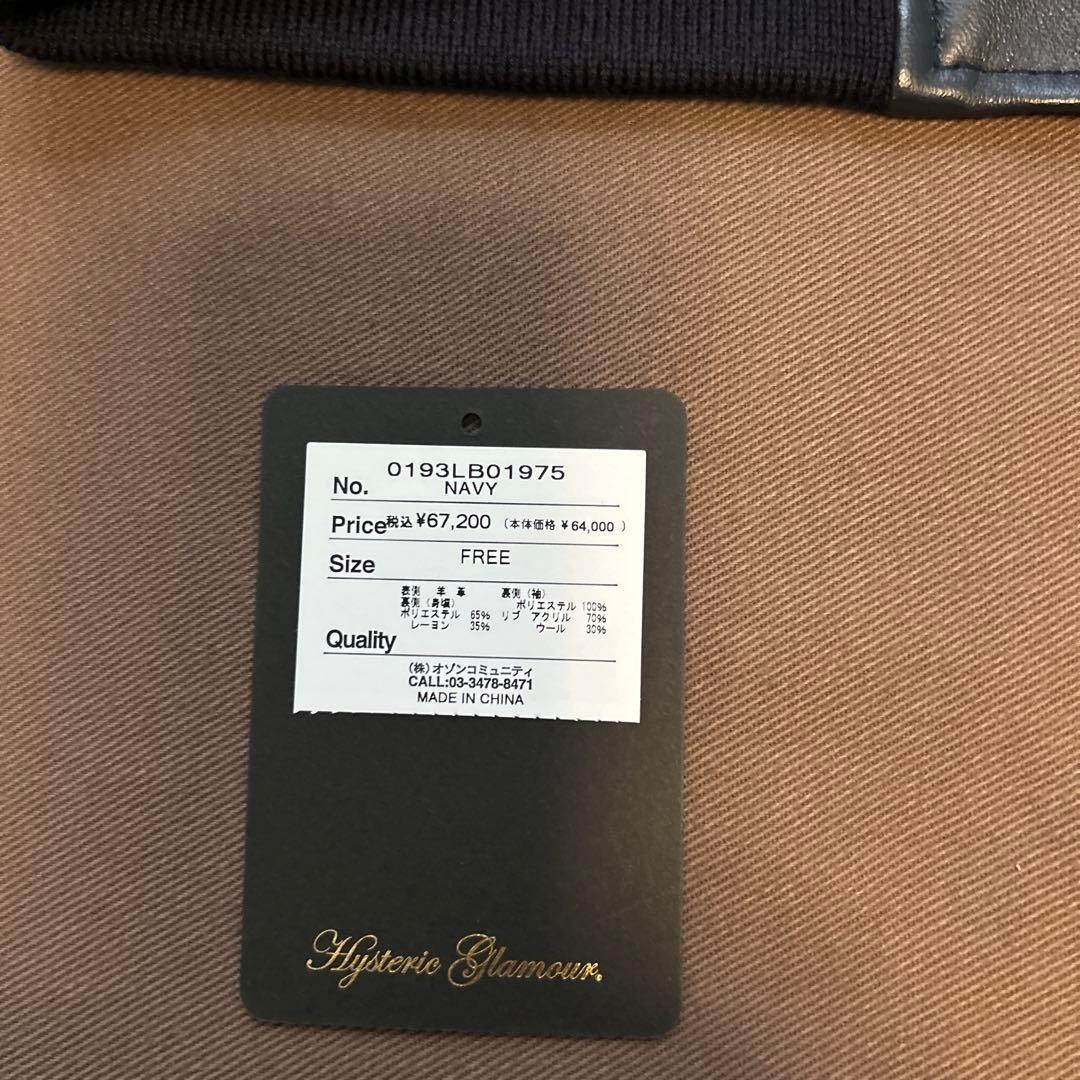 No. 0193LB01975
NAVY
Price税込 ¥67,200 (本体価格 ¥64,000 )
Size FREE
表側 羊 革 裏側 (袖)
裏側 (身頃) ポリエステル 100%
ポリエステル 65% リブ アクリル 70%
レーヨン 35% ウール 30%
Quality
(株)オゾンコミュニティ
CALL:03-3478-8471
MADE IN CHINA
Hysteric Glamour.